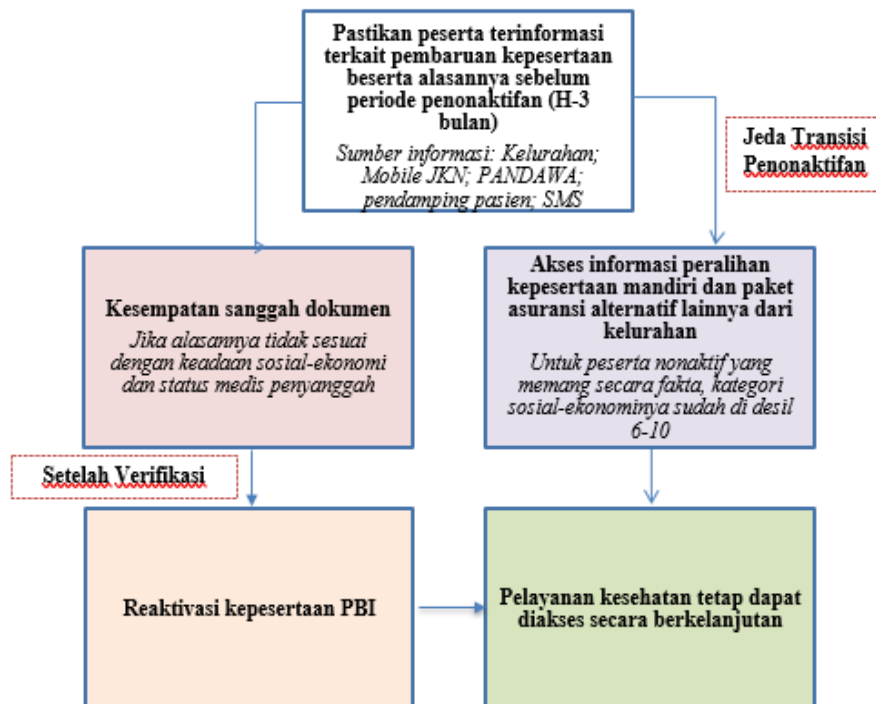 Pastikan peserta terinformasi
terkait pembaruan kepesertaan
beserta alasannya sebelum
periode penonaktifan (H-3
bulan)
Sumber informasi: Kelurahan;
Mobile JKN; PANDAWA;
pendamping pasien; SMS
Jeda Transisi
Penonaktifan
Kesempatan sanggah dokumen
Jika alasannya tidak sesuai
dengan keadaan sosial-ekonomi
dan status medis penyanggah
Akses informasi peralihan
kepesertaan mandiri dan paket
asuransi alternatif lainnya dari
kelurahan
Untuk peserta nonaktif yang
memang secara fakta, kategori
sosial-ekonominya sudah di desil
6-10
Setelah Verifikasi
Reaktivasi kepesertaan PBI
Pelayanan kesehatan tetap dapat
diakses secara berkelanjutan